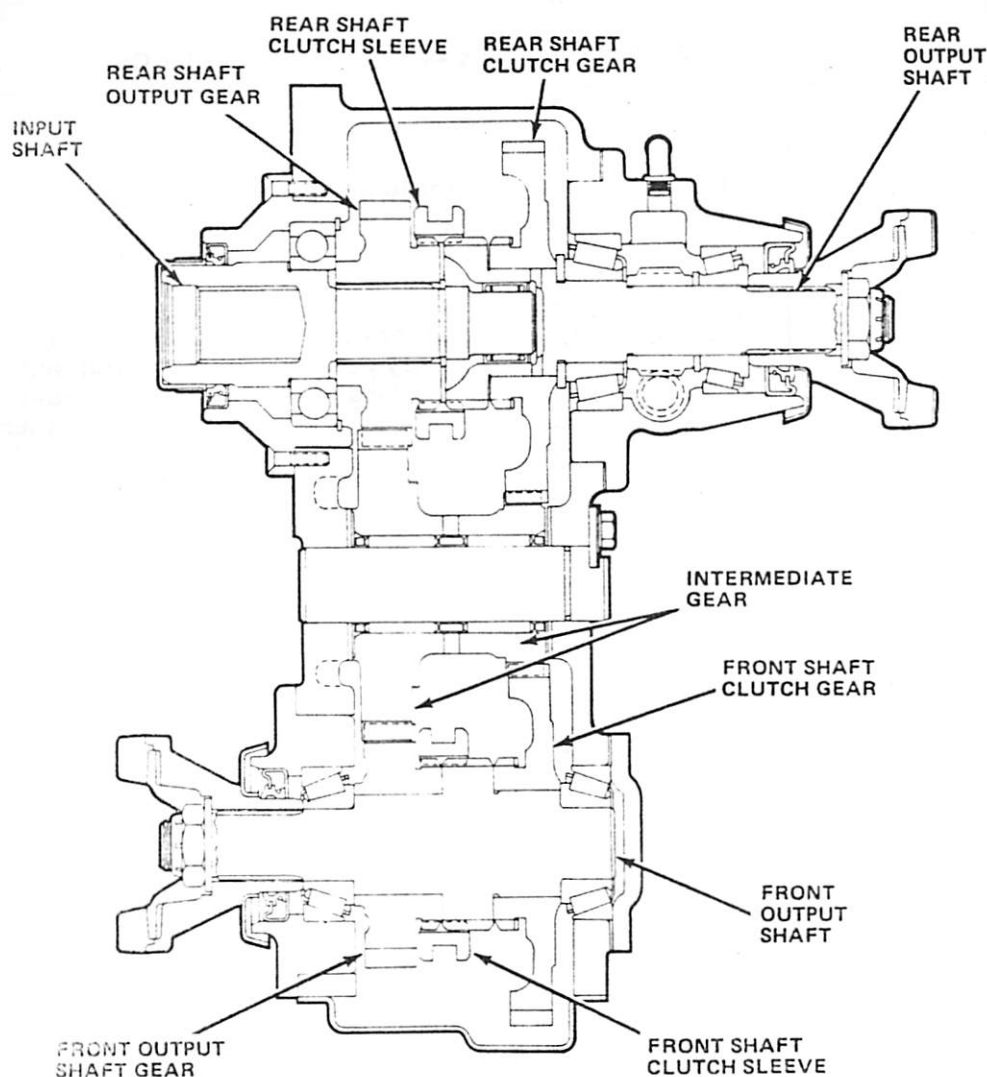 REAR SHAFT
CLUTCH SLEEVE
REAR SHAFT
CLUTCH GEAR
REAR
OUTPUT
SHAFT
REAR SHAFT
OUTPUT GEAR
INPUT
SHAFT
INTERMEDIATE
GEAR
FRONT SHAFT
CLUTCH GEAR
FRONT
OUTPUT
SHAFT
FRONT OUTPUT
SHAFT GEAR
FRONT SHAFT
CLUTCH SLEEVE